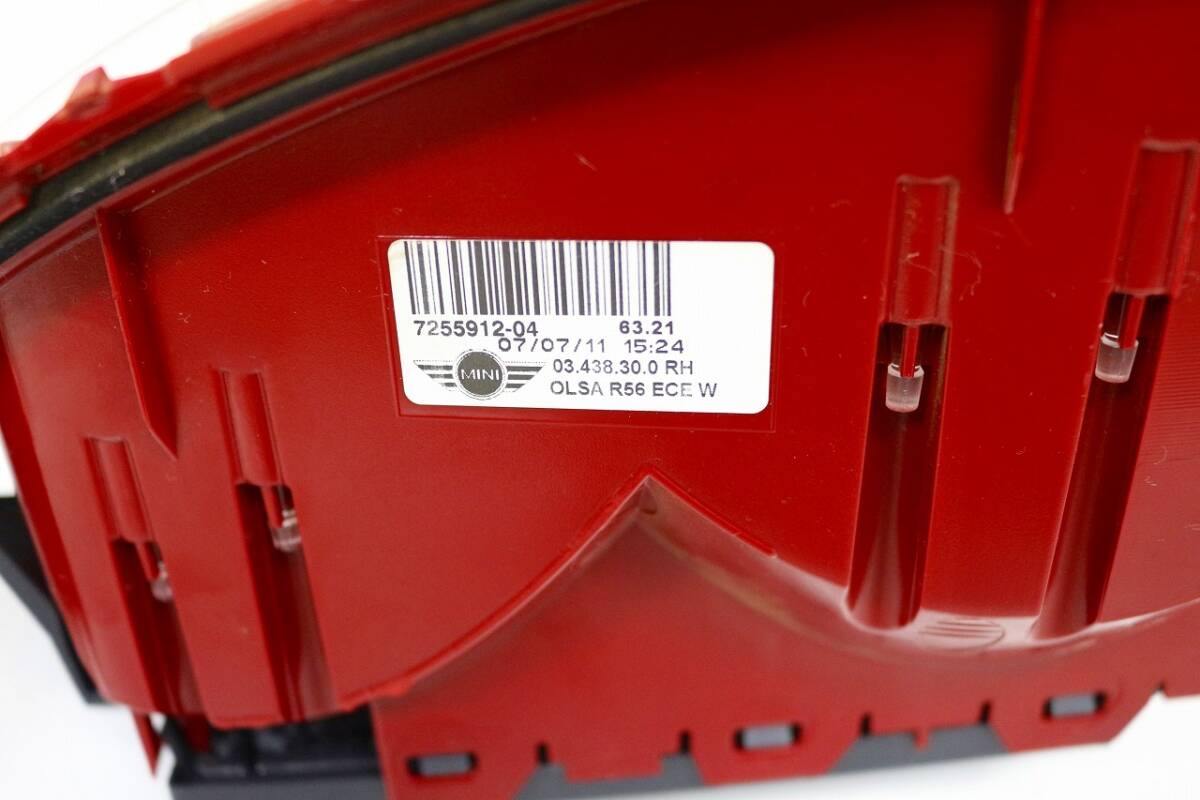 7255912-04 63.21
07/07/11 15:24
MINI
03.438.30.0 RH
OLSA R56 ECE W